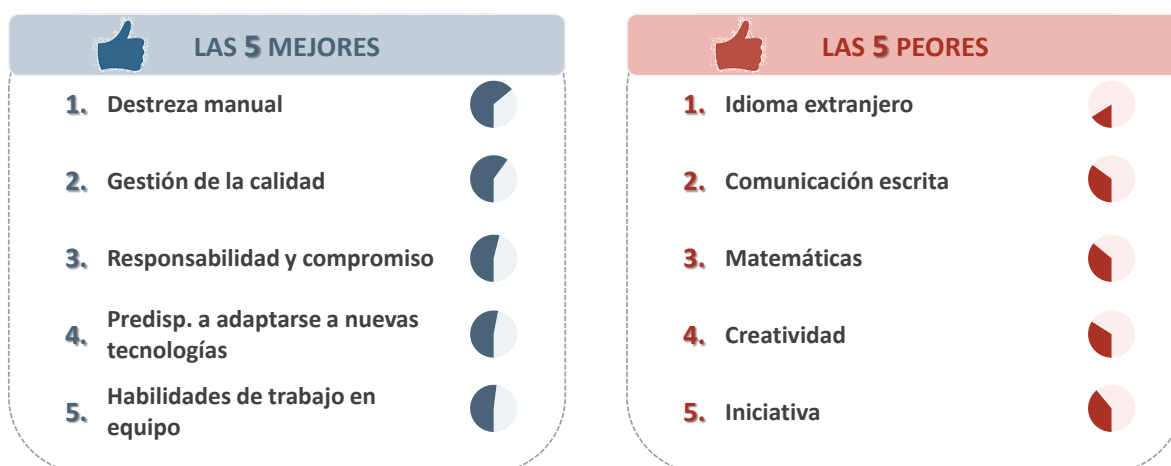 LAS 5 MEJORES
1. Destreza manual
2. Gestión de la calidad
3. Responsabilidad y compromiso
4. Predisp. a adaptarse a nuevas
tecnologías
5. Habilidades de trabajo en
equipo
LAS 5 PEORES
1. Idioma extranjero
2. Comunicación escrita
3. Matemáticas
4. Creatividad
5. Iniciativa